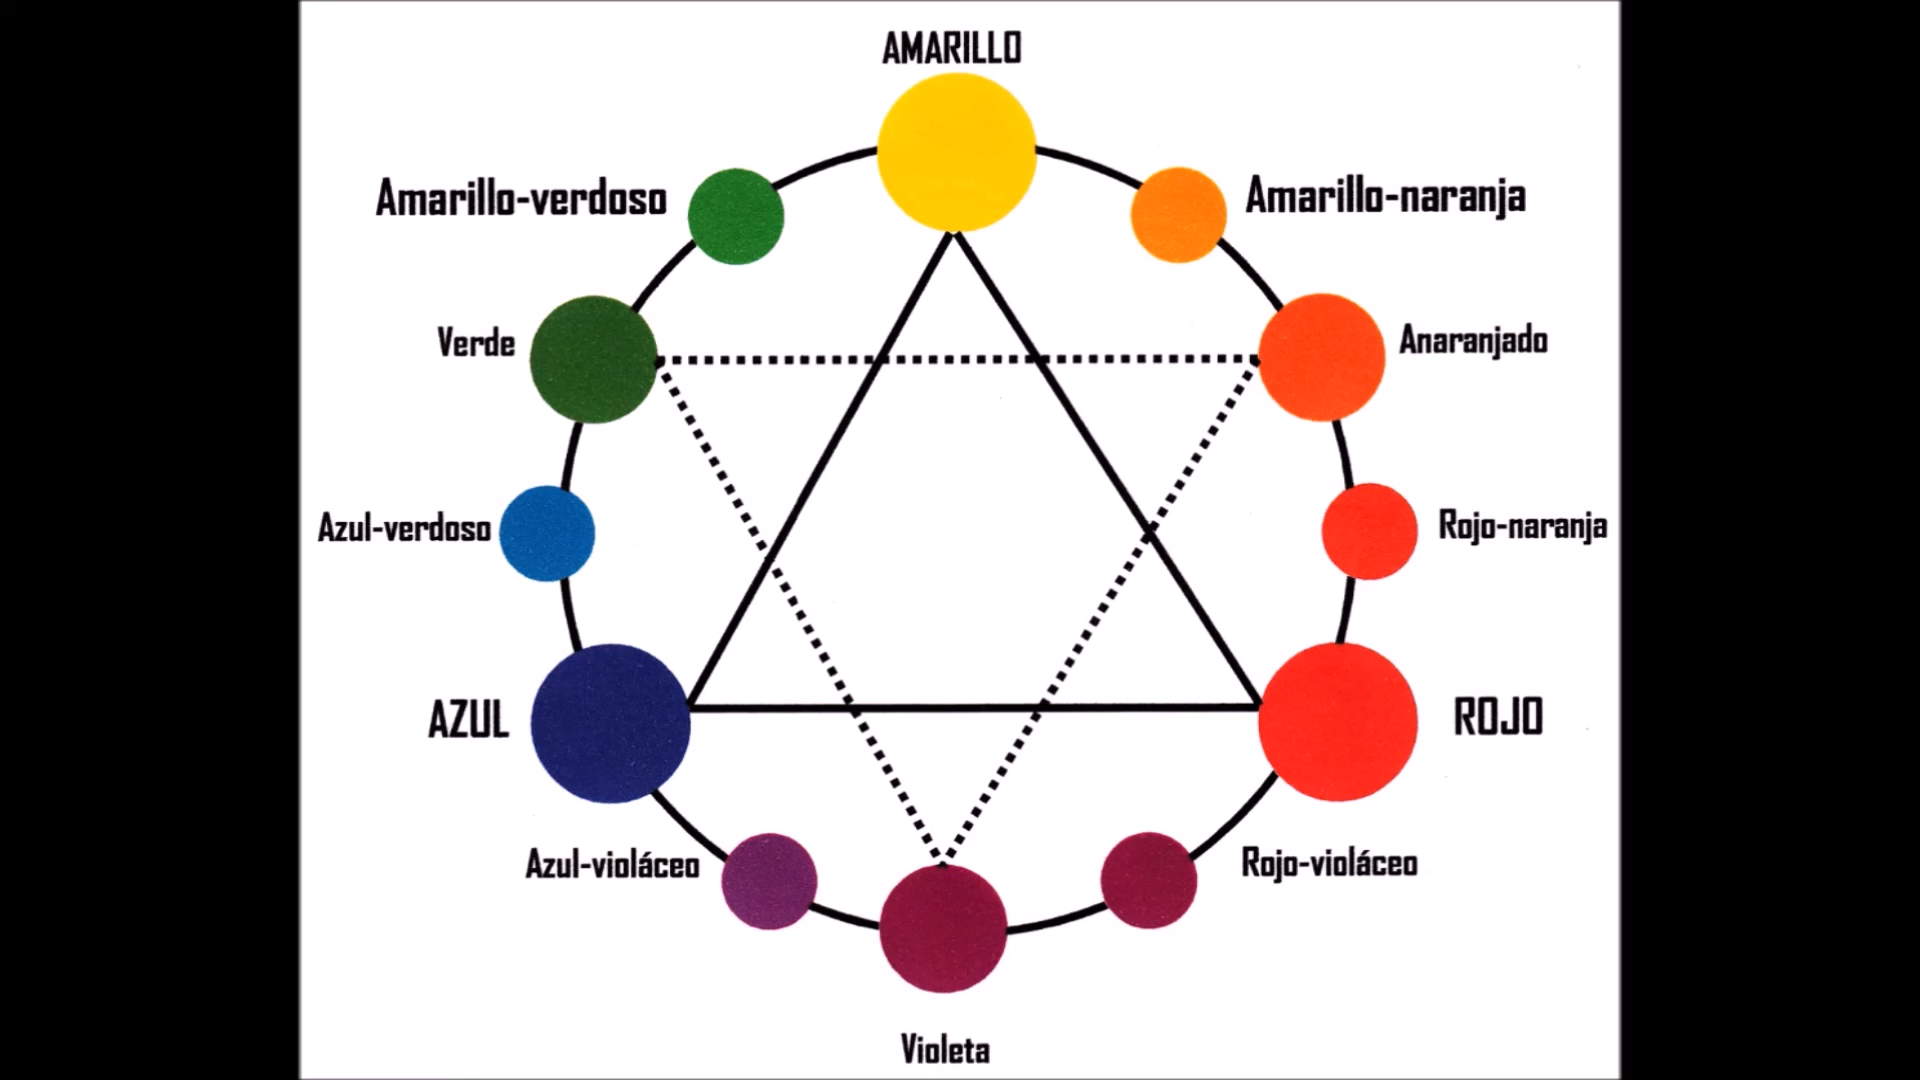 AMARILLO
Amarillo-verdoso
Amarillo-naranja
Verde
Anaranjado
Azul-verdoso
Rojo-naranja
AZUL
ROJO
Azul-violáceo
Rojo-violáceo
Violeta